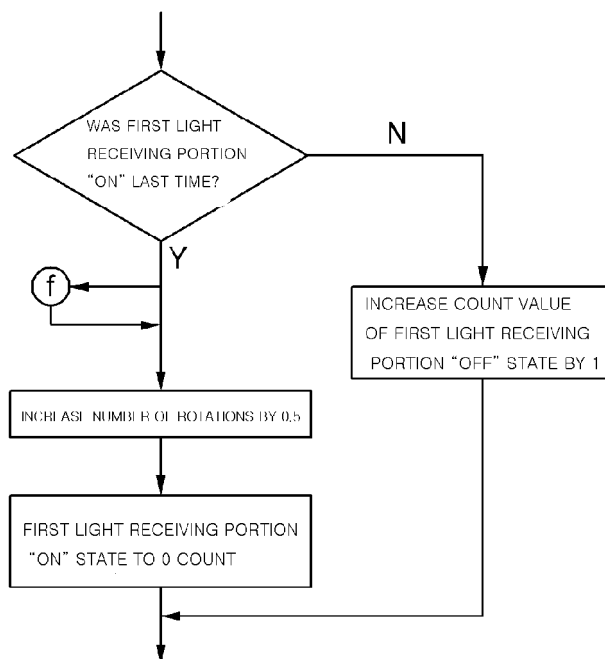 WAS FIRST LIGHT
RECEIVING PORTION
“ON” LAST TIME?
N
Y
f
INCREASE COUNT VALUE
OF FIRST LIGHT RECEIVING
PORTION “OFF” STATE BY 1
INCREASE NUMBER OF ROTATIONS BY 0.5
FIRST LIGHT RECEIVING PORTION
“ON” STATE TO 0 COUNT